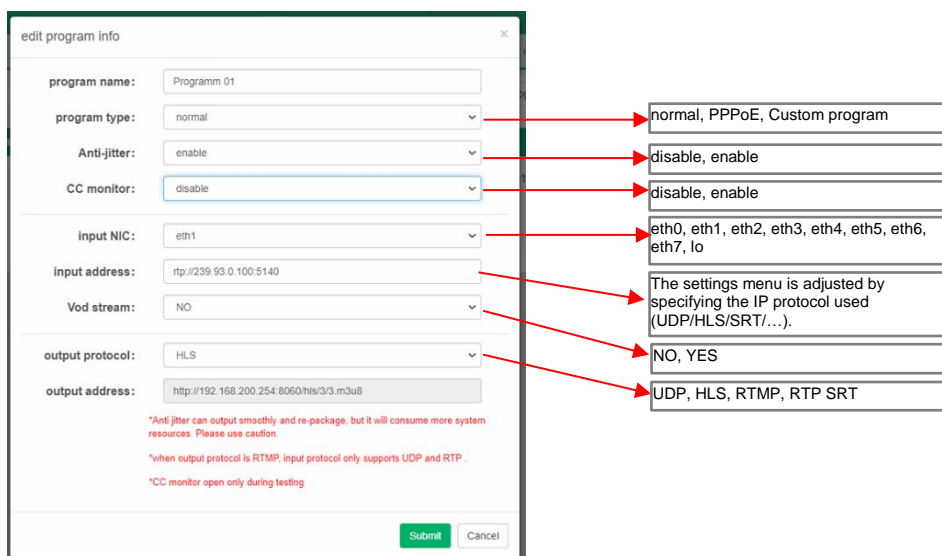 edit program info ×
program name: Programm 01
program type: normal
Anti-jitter: enable
CC monitor: disable
input NIC: eth1
input address: rtp://239.93.0.100:5140
Vod stream: NO
output protocol: HLS
output address: http://192.168.200.254:8060/hls/3/3.m3u8
*Anti jitter can output smoothly and re-package, but it will consume more system
resources. Please use caution.
*when output protocol is RTMP, input protocol only supports UDP and RTP .
*CC monitor open only during testing
Submit Cancel
normal, PPPoE, Custom program
disable, enable
disable, enable
eth0, eth1, eth2, eth3, eth4, eth5, eth6,
eth7, lo
The settings menu is adjusted by
specifying the IP protocol used
(UDP/HLS/SRT/…).
NO, YES
UDP, HLS, RTMP, RTP SRT